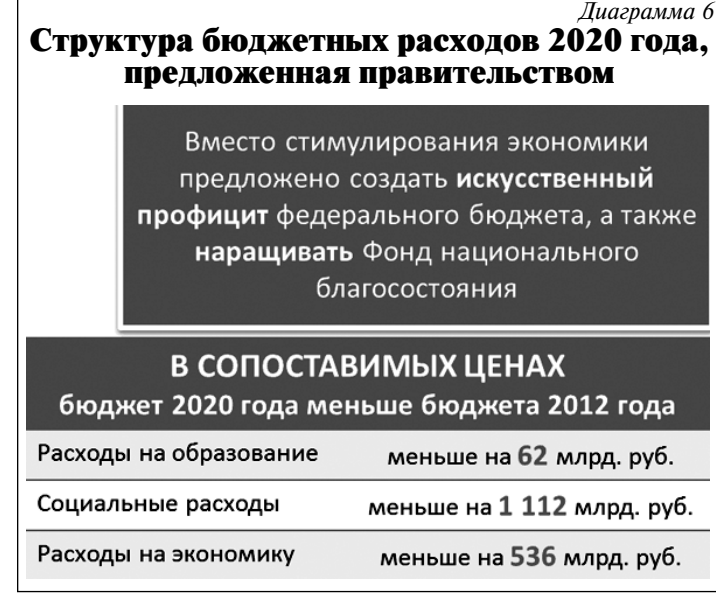 Диаграмма 6
Структура бюджетных расходов 2020 года,
предложенная правительством
Вместо стимулирования экономики
предложено создать искусственный
профицит федерального бюджета, а также
наращивать Фонд национального
благосостояния
В СОПОСТАВИМЫХ ЦЕНАХ
бюджет 2020 года меньше бюджета 2012 года
Расходы на образование меньше на 62 млрд. руб.
Социальные расходы меньше на 1 112 млрд. руб.
Расходы на экономику меньше на 536 млрд. руб.